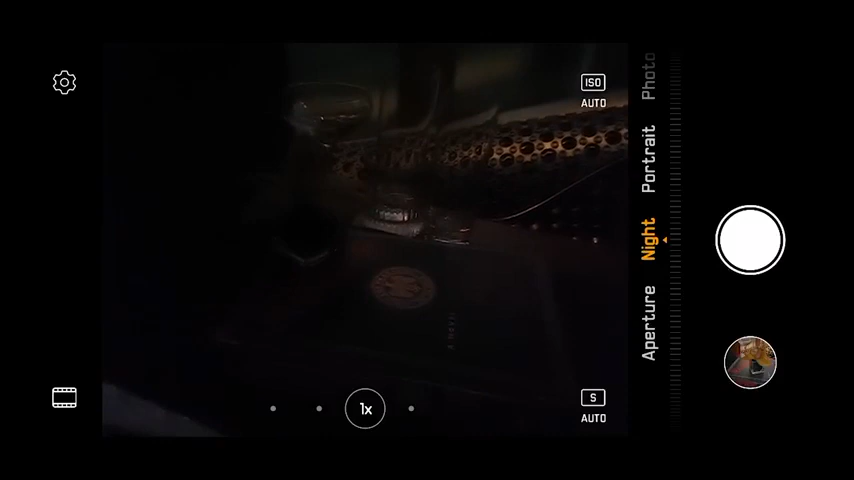 ISO
AUTO
Photo
Portrait
Night
Aperture
1x
S
AUTO